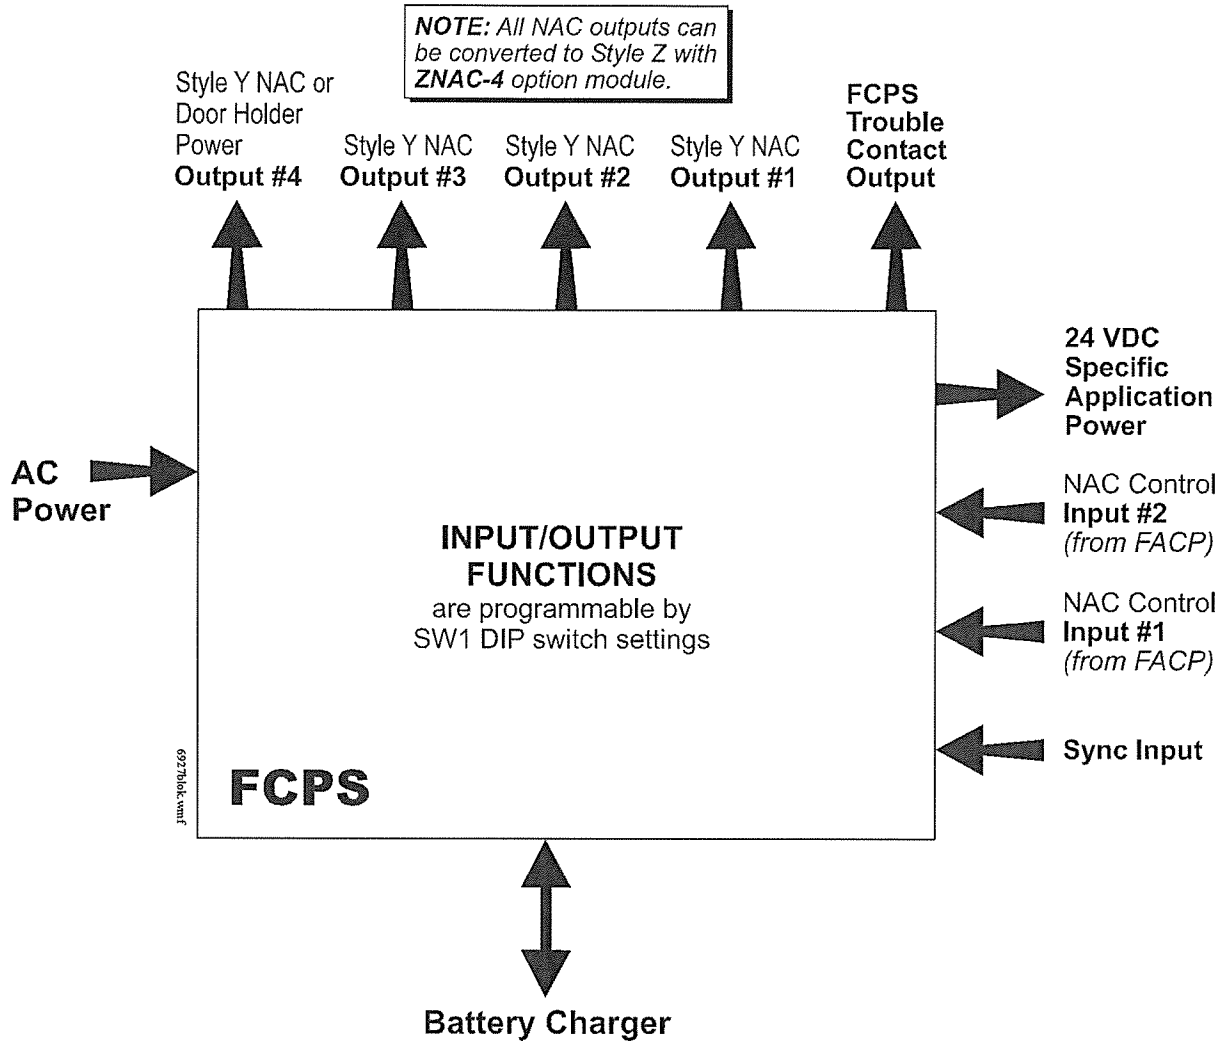 NOTE: All NAC outputs can
be converted to Style Z with
ZNAC-4 option module.
Style Y NAC or
Door Holder
Power
Output #4
Style Y NAC
Output #3
Style Y NAC
Output #2
Style Y NAC
Output #1
FCPS
Trouble
Contact
Output
24 VDC
Specific
Application
Power
AC
Power
NAC Control
Input #2
(from FACP)
INPUT/OUTPUT
FUNCTIONS
are programmable by
SW1 DIP switch settings
NAC Control
Input #1
(from FACP)
Sync Input
6927blok.wmf
FCPS
Battery Charger